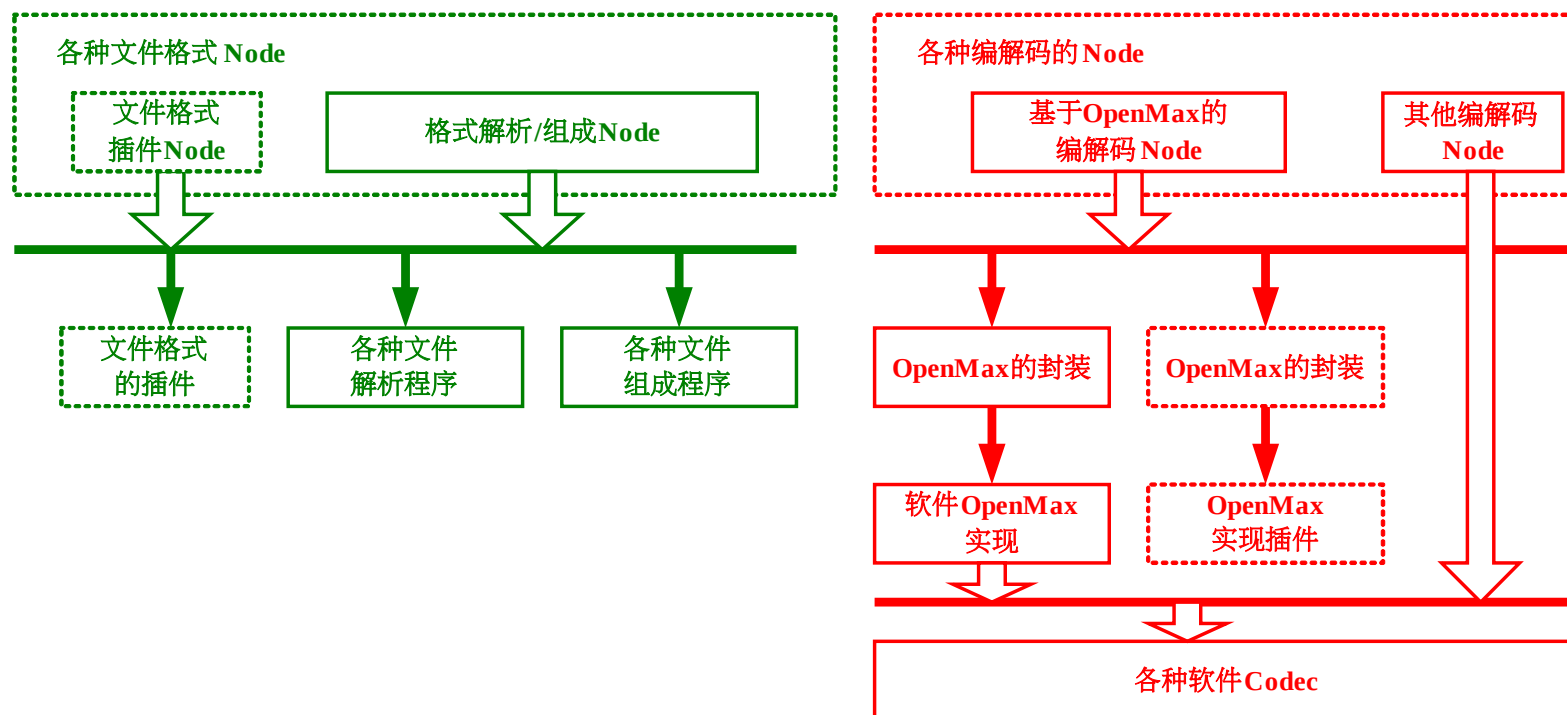 各种文件格式 Node
文件格式
插件Node
格式解析/组成Node
文件格式
的插件
各种文件
解析程序
各种文件
组成程序
各种编解码的 Node
基于OpenMax的
编解码 Node
其他编解码
Node
OpenMax的封装
OpenMax的封装
软件OpenMax
实现
OpenMax
实现插件
各种软件Codec